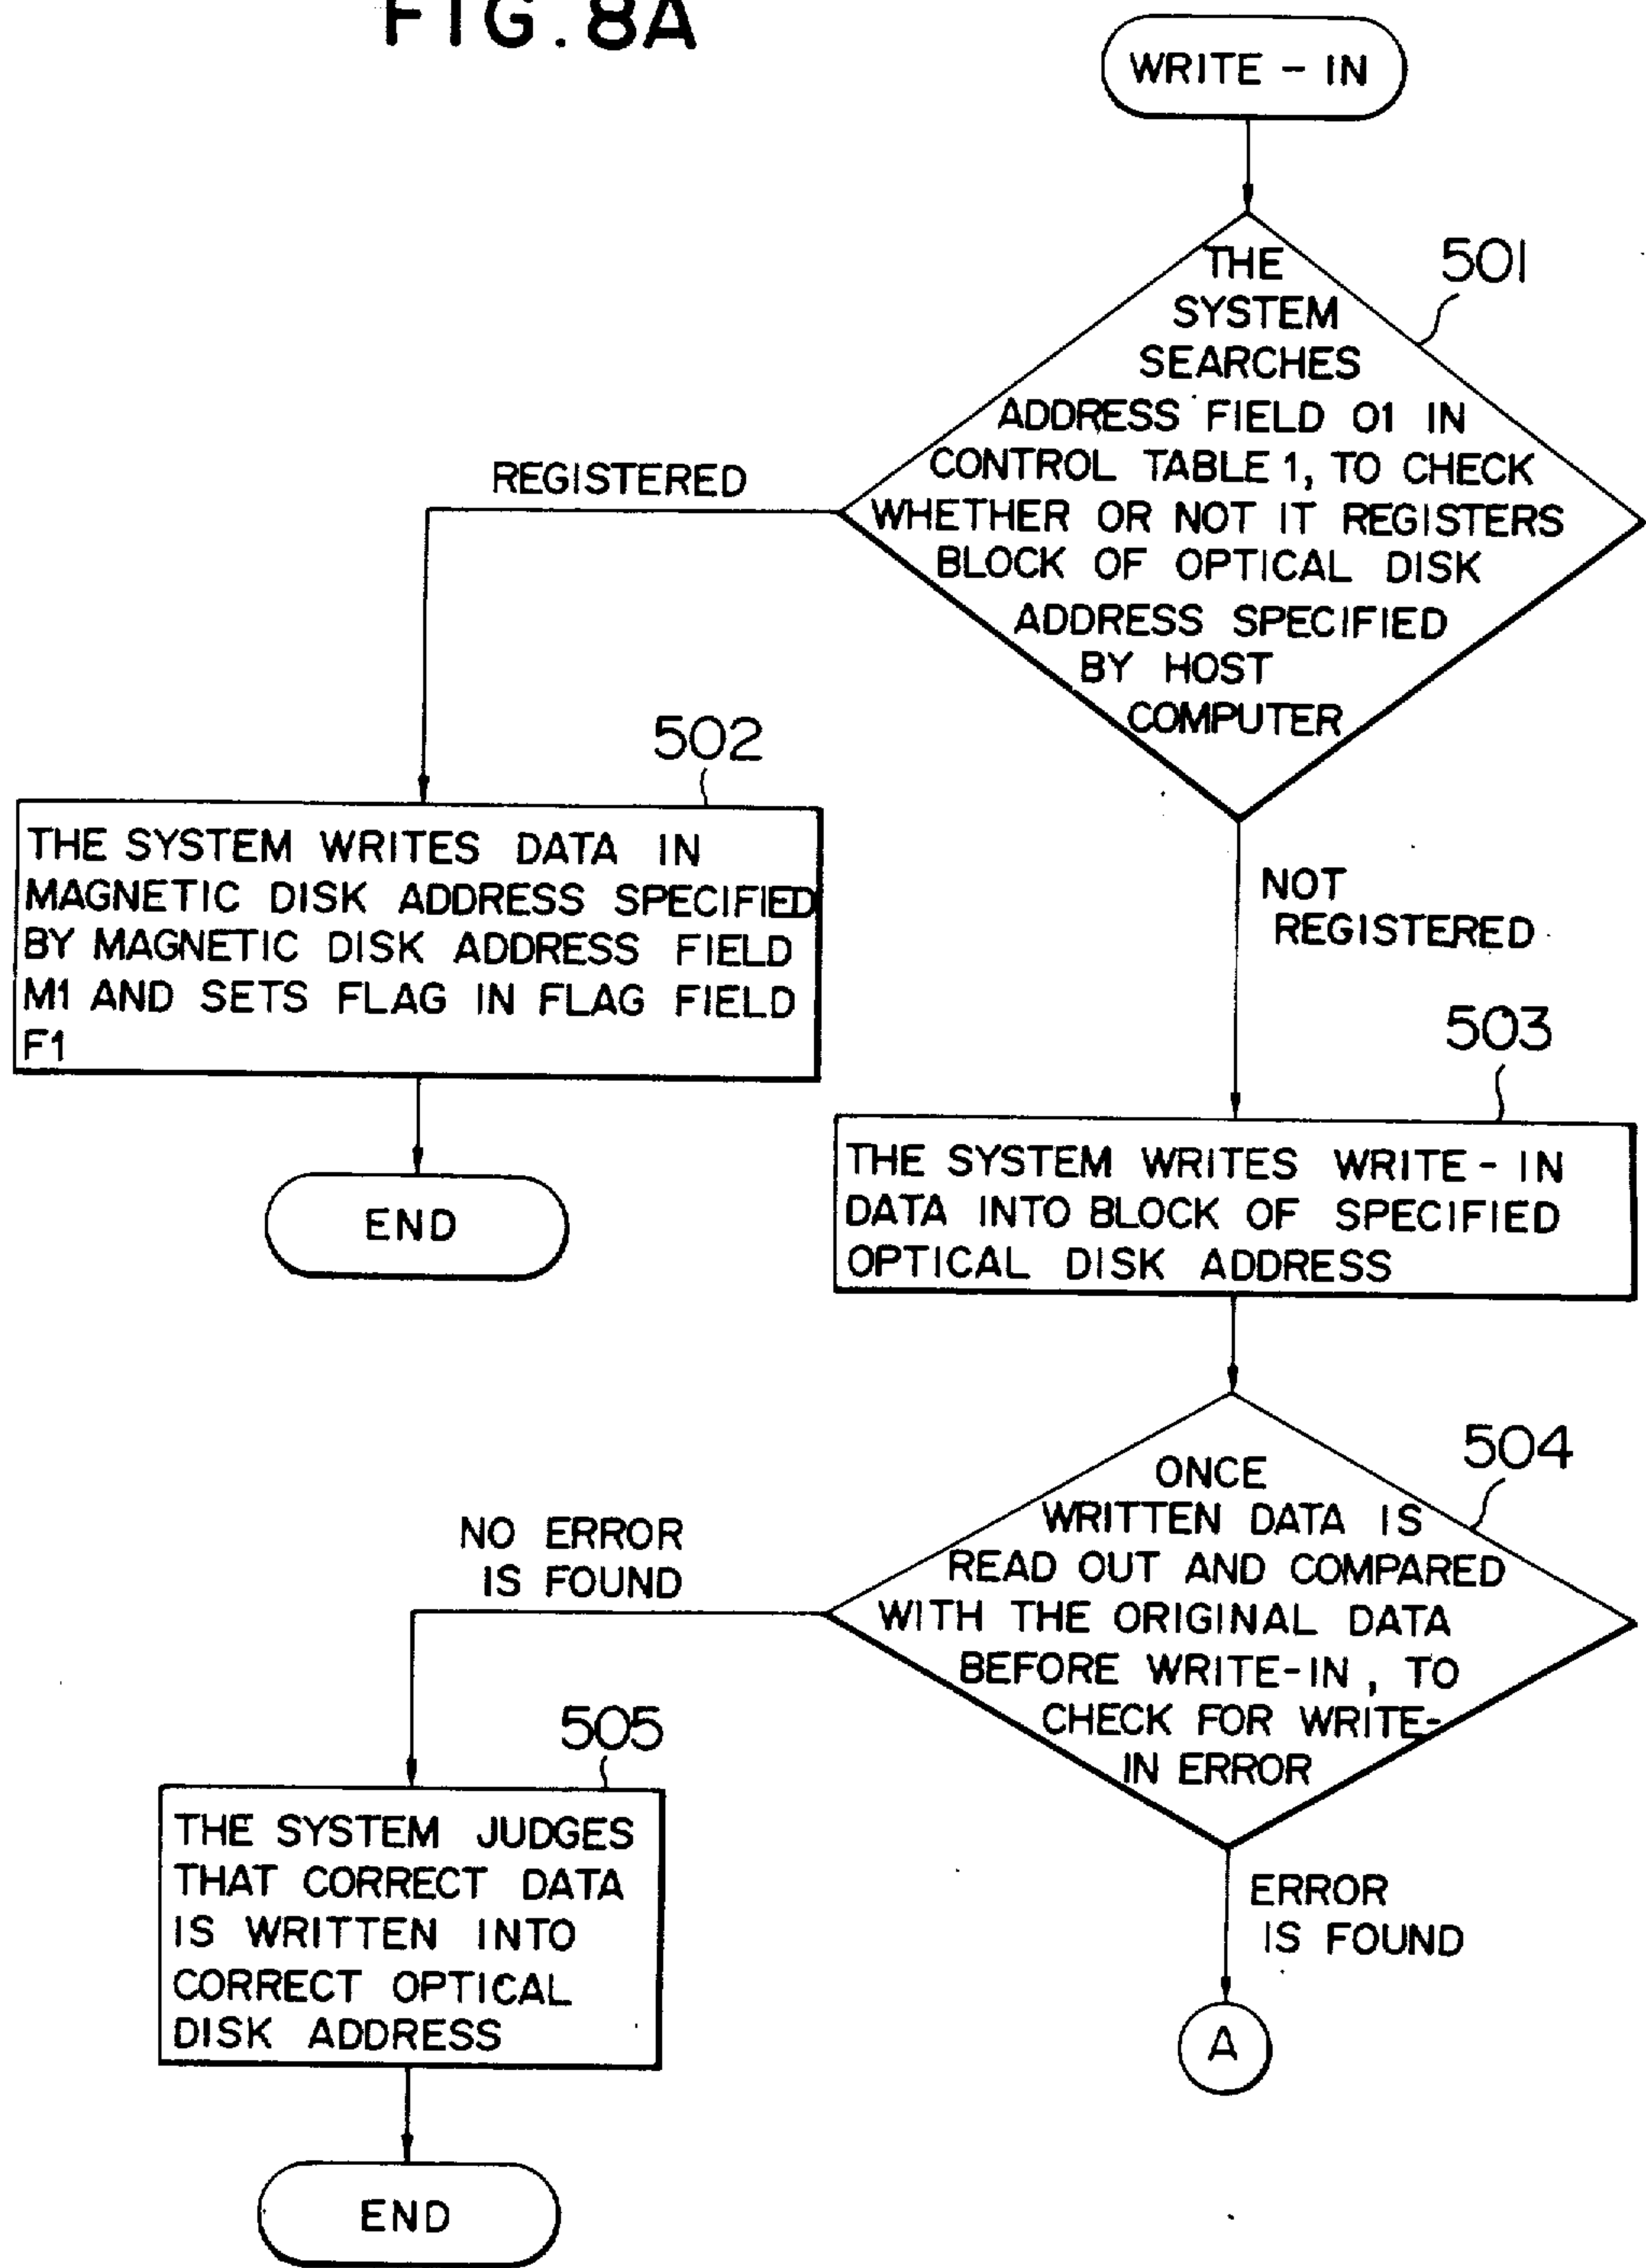 FIG. 8A
WRITE - IN
501
THE
SYSTEM
SEARCHES
ADDRESS FIELD O1 IN
CONTROL TABLE 1, TO CHECK
WHETHER OR NOT IT REGISTERS
BLOCK OF OPTICAL DISK
ADDRESS SPECIFIED
BY HOST
COMPUTER
REGISTERED
502
THE SYSTEM WRITES DATA IN
MAGNETIC DISK ADDRESS SPECIFIED
BY MAGNETIC DISK ADDRESS FIELD
M1 AND SETS FLAG IN FLAG FIELD
F1
END
NOT
REGISTERED
503
THE SYSTEM WRITES WRITE - IN
DATA INTO BLOCK OF SPECIFIED
OPTICAL DISK ADDRESS
504
ONCE
WRITTEN DATA IS
READ OUT AND COMPARED
WITH THE ORIGINAL DATA
BEFORE WRITE-IN, TO
CHECK FOR WRITE-
IN ERROR
NO ERROR
IS FOUND
505
THE SYSTEM JUDGES
THAT CORRECT DATA
IS WRITTEN INTO
CORRECT OPTICAL
DISK ADDRESS
END
ERROR
IS FOUND
A